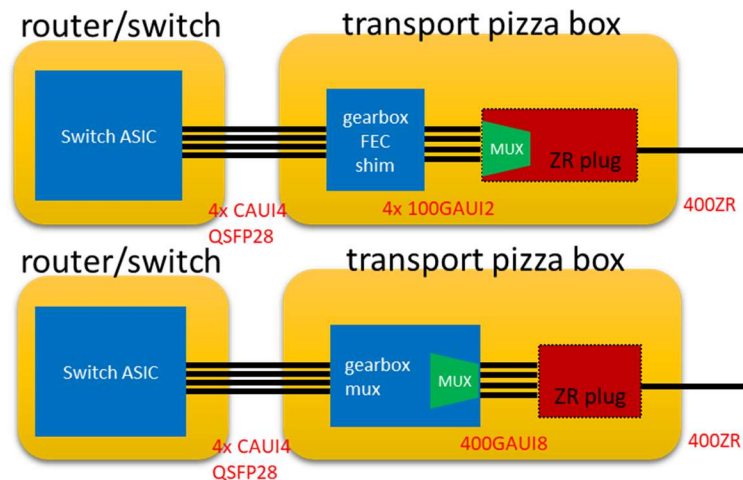 router/switch
transport pizza box
Switch ASIC
gearbox
FEC
shim
MUX
ZR plug
4x CAUI4
QSFP28
4x 100GAUI2
400ZR
router/switch
transport pizza box
Switch ASIC
gearbox
mux
MUX
ZR plug
4x CAUI4
QSFP28
400GAUI8
400ZR